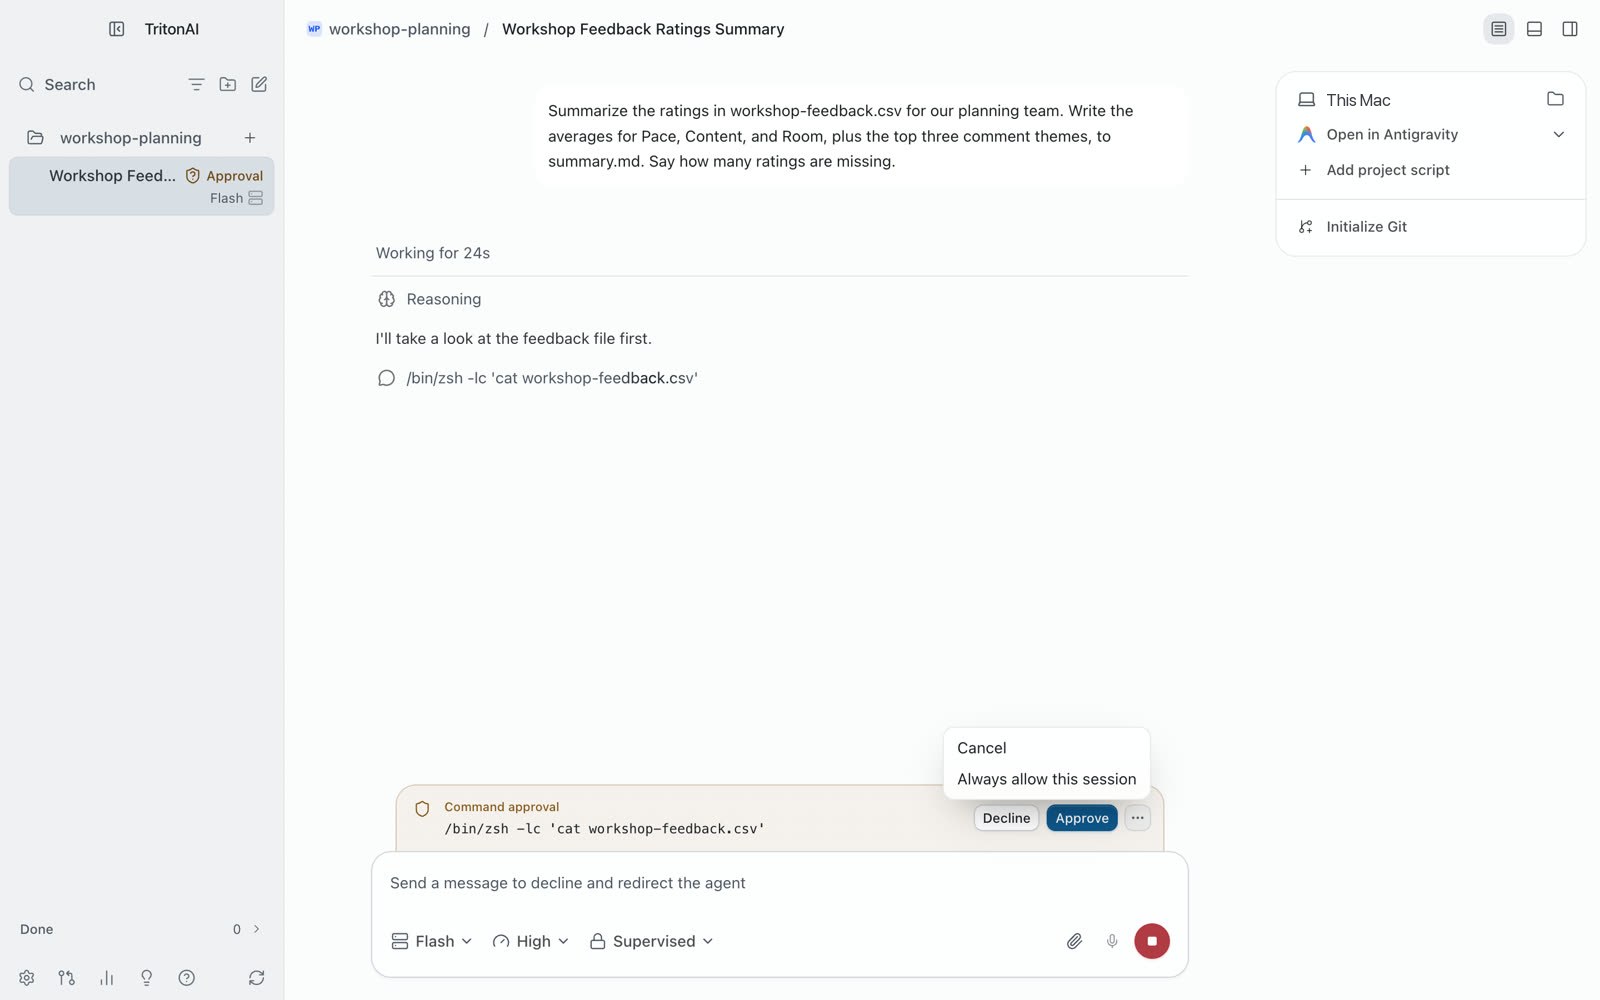 TritonAI
Search
workshop-planning
Workshop Feed... Approval
Flash
Done 0
WP workshop-planning / Workshop Feedback Ratings Summary
Summarize the ratings in workshop-feedback.csv for our planning team. Write the
averages for Pace, Content, and Room, plus the top three comment themes, to
summary.md. Say how many ratings are missing.
Working for 24s
Reasoning
I'll take a look at the feedback file first.
/bin/zsh -lc 'cat workshop-feedback.csv'
Cancel
Always allow this session
Command approval
/bin/zsh -lc 'cat workshop-feedback.csv'
Decline Approve ...
Send a message to decline and redirect the agent
Flash High Supervised
This Mac
Open in Antigravity
Add project script
Initialize Git